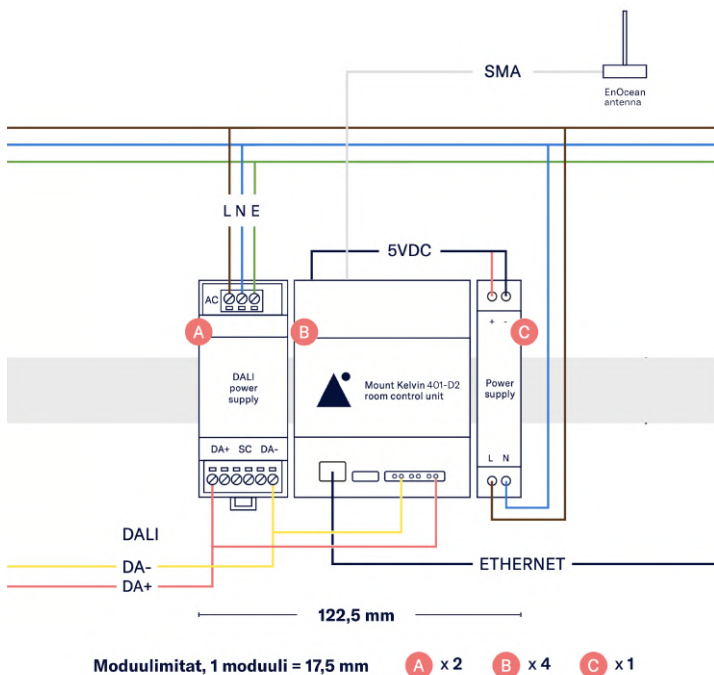 SMA
EnOcean
antenna
L N E
5VDC
AC
A
B
+ -
C
DALI
power
supply
Mount Kelvin 401-D2
room control unit
Power
supply
DA+ SC DA-
L N
DALI
DA-
DA+
ETHERNET
122,5 mm
Moduulimitat, 1 moduuli = 17,5 mm A x 2 B x 4 C x 1